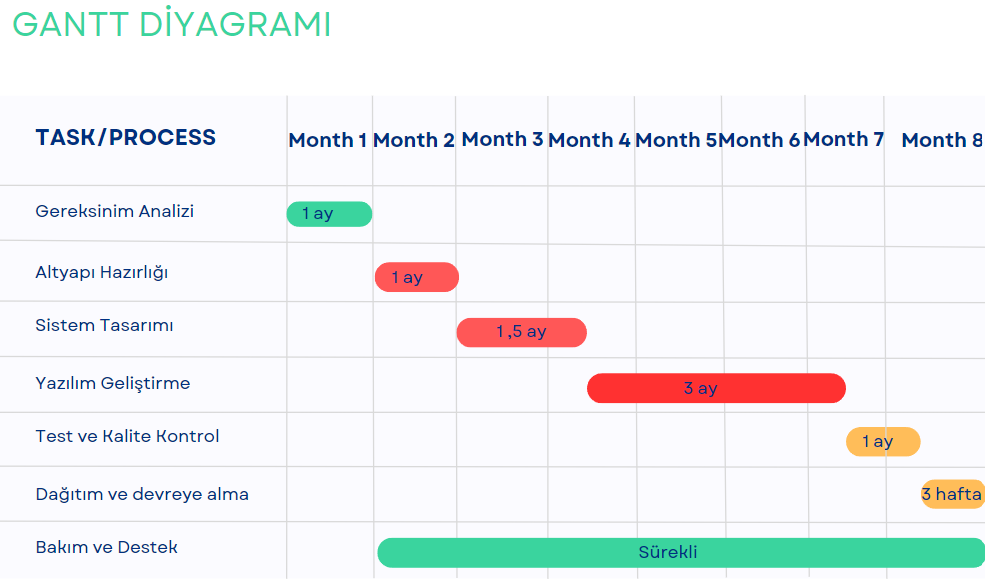 GANTT DİYAGRAMI
TASK/PROCESS Month 1 Month 2 Month 3 Month 4 Month 5 Month 6 Month 7 Month 8
Gereksinim Analizi 1 ay
Altyapı Hazırlığı 1 ay
Sistem Tasarımı 1 ,5 ay
Yazılım Geliştirme 3 ay
Test ve Kalite Kontrol 1 ay
Dağıtım ve devreye alma 3 hafta
Bakım ve Destek Sürekli